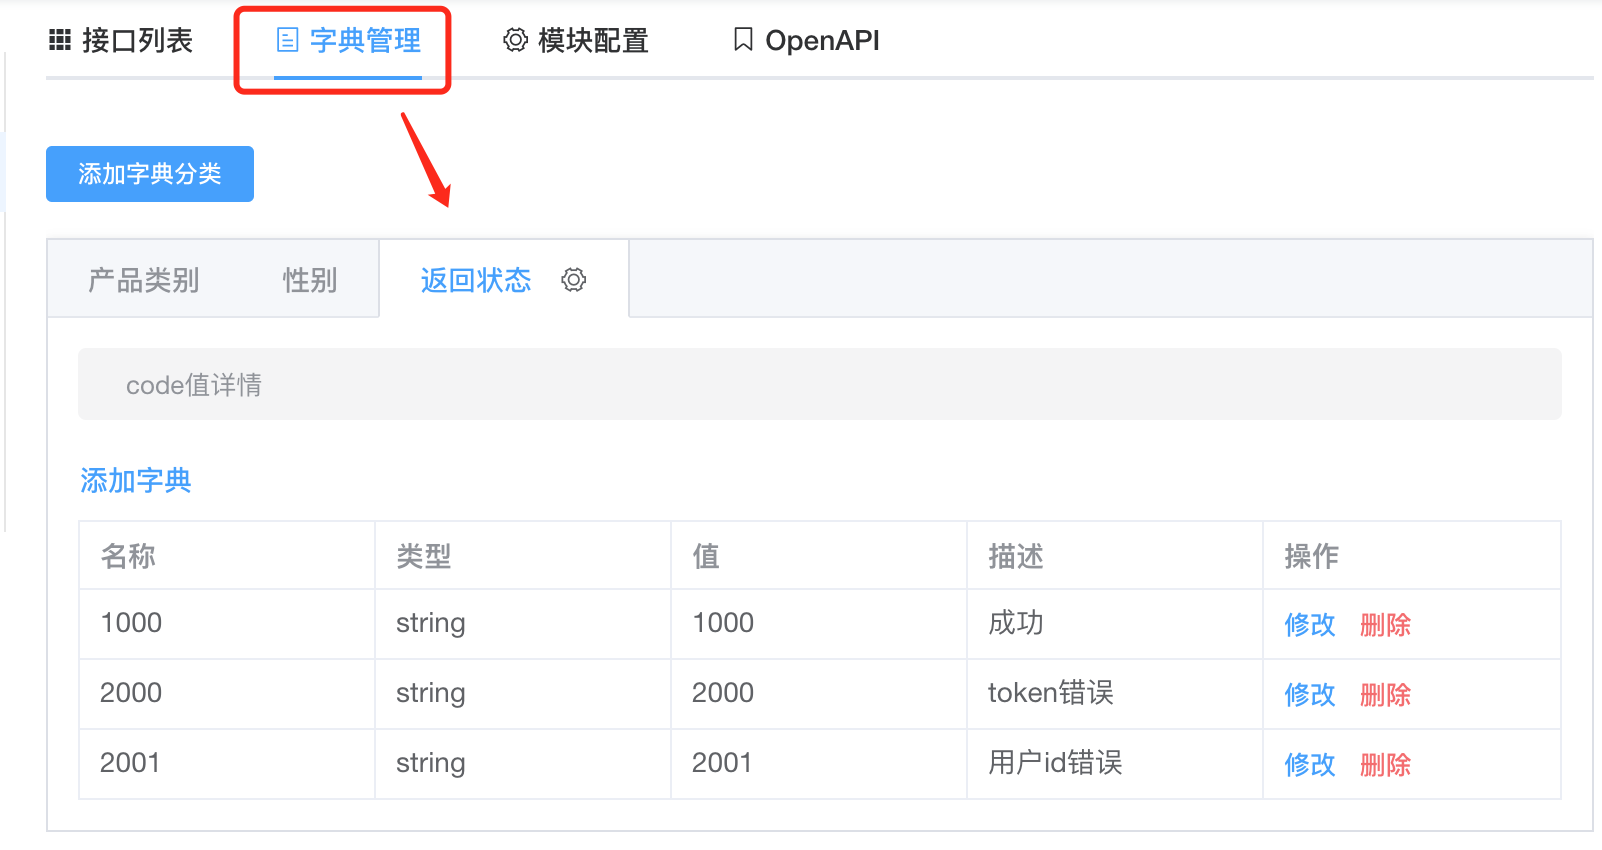 接口列表 字典管理 模块配置 OpenAPI
添加字典分类
产品类别 性别 返回状态
code值详情
添加字典
名称 类型 值 描述 操作
1000 string 1000 成功 修改 删除
2000 string 2000 token错误 修改 删除
2001 string 2001 用户id错误 修改 删除